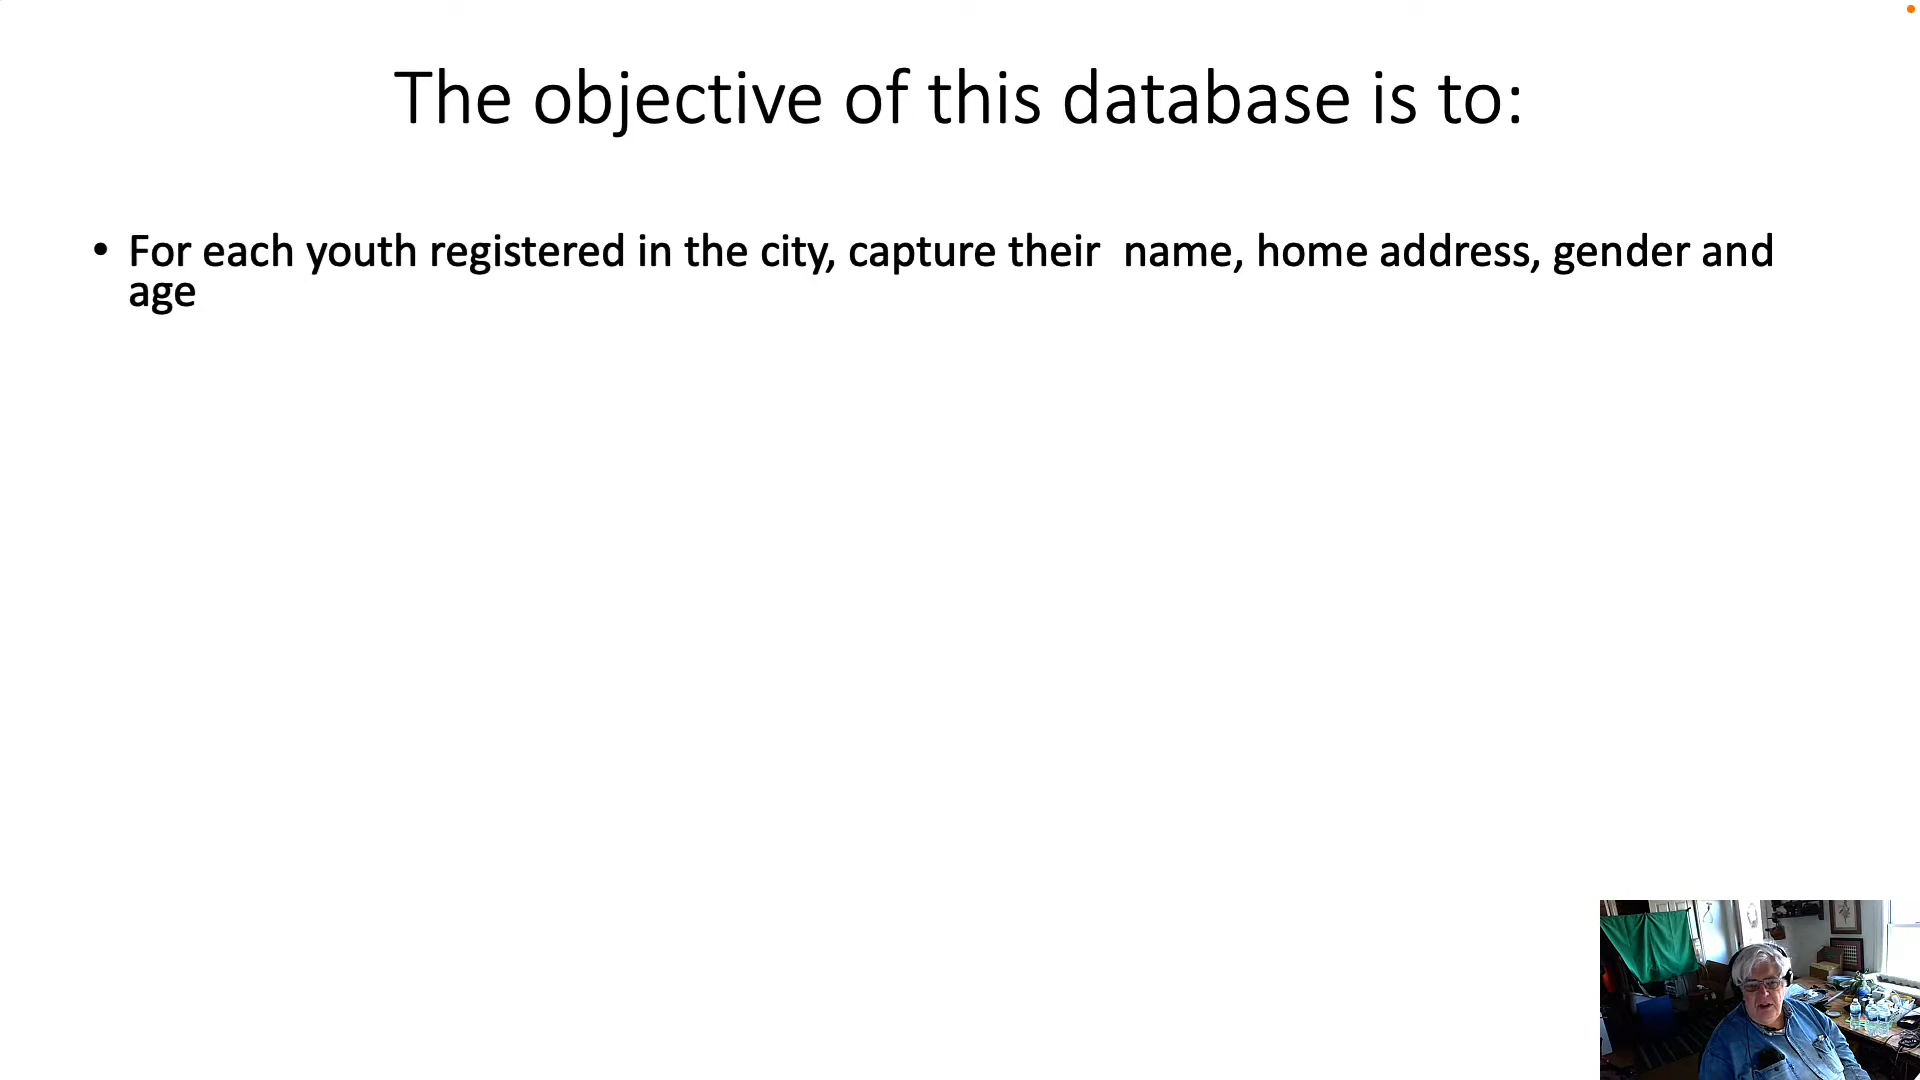 The objective of this database is to:
• For each youth registered in the city, capture their  name, home address, gender and
age